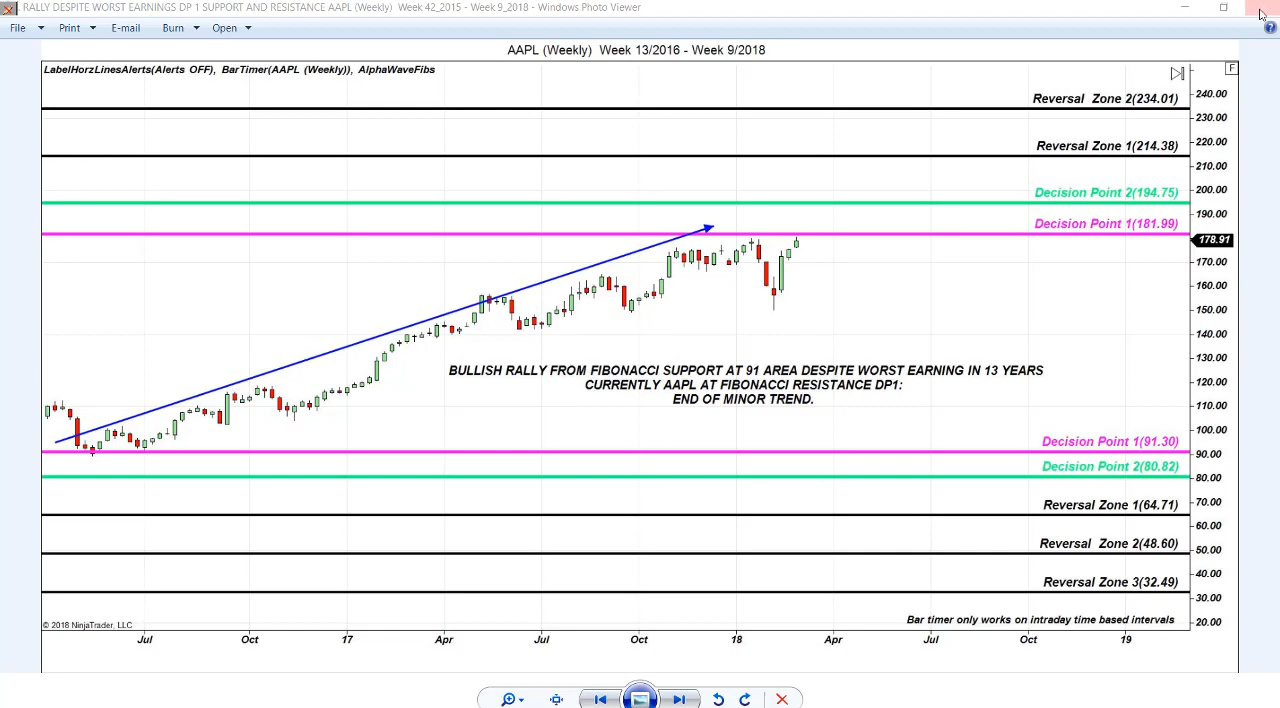 RALLY DESPITE WORST EARNINGS DP 1 SUPPORT AND RESISTANCE AAPL (Weekly)  Week 42_2015 - Week 9_2018 - Windows Photo Viewer
File Print E-mail Burn Open
AAPL (Weekly)  Week 13/2016 - Week 9/2018
LabelHorzLinesAlerts(Alerts OFF), BarTimer(AAPL (Weekly)), AlphaWaveFibs
F
240.00
Reversal  Zone 2(234.01)
230.00
220.00
Reversal Zone 1(214.38)
210.00
200.00
Decision Point 2(194.75)
190.00
Decision Point 1(181.99)
178.91
170.00
160.00
150.00
140.00
130.00
BULLISH RALLY FROM FIBONACCI SUPPORT AT 91 AREA DESPITE WORST EARNING IN 13 YEARS
CURRENTLY AAPL AT FIBONACCI RESISTANCE DP1:
END OF MINOR TREND.
120.00
110.00
100.00
Decision Point 1(91.30)
90.00
Decision Point 2(80.82)
80.00
70.00
Reversal Zone 1(64.71)
60.00
50.00
Reversal  Zone 2(48.60)
40.00
Reversal Zone 3(32.49)
30.00
20.00
© 2018 NinjaTrader, LLC
Bar timer only works on intraday time based intervals
Jul Oct 17 Apr Jul Oct 18 Apr Jul Oct 19